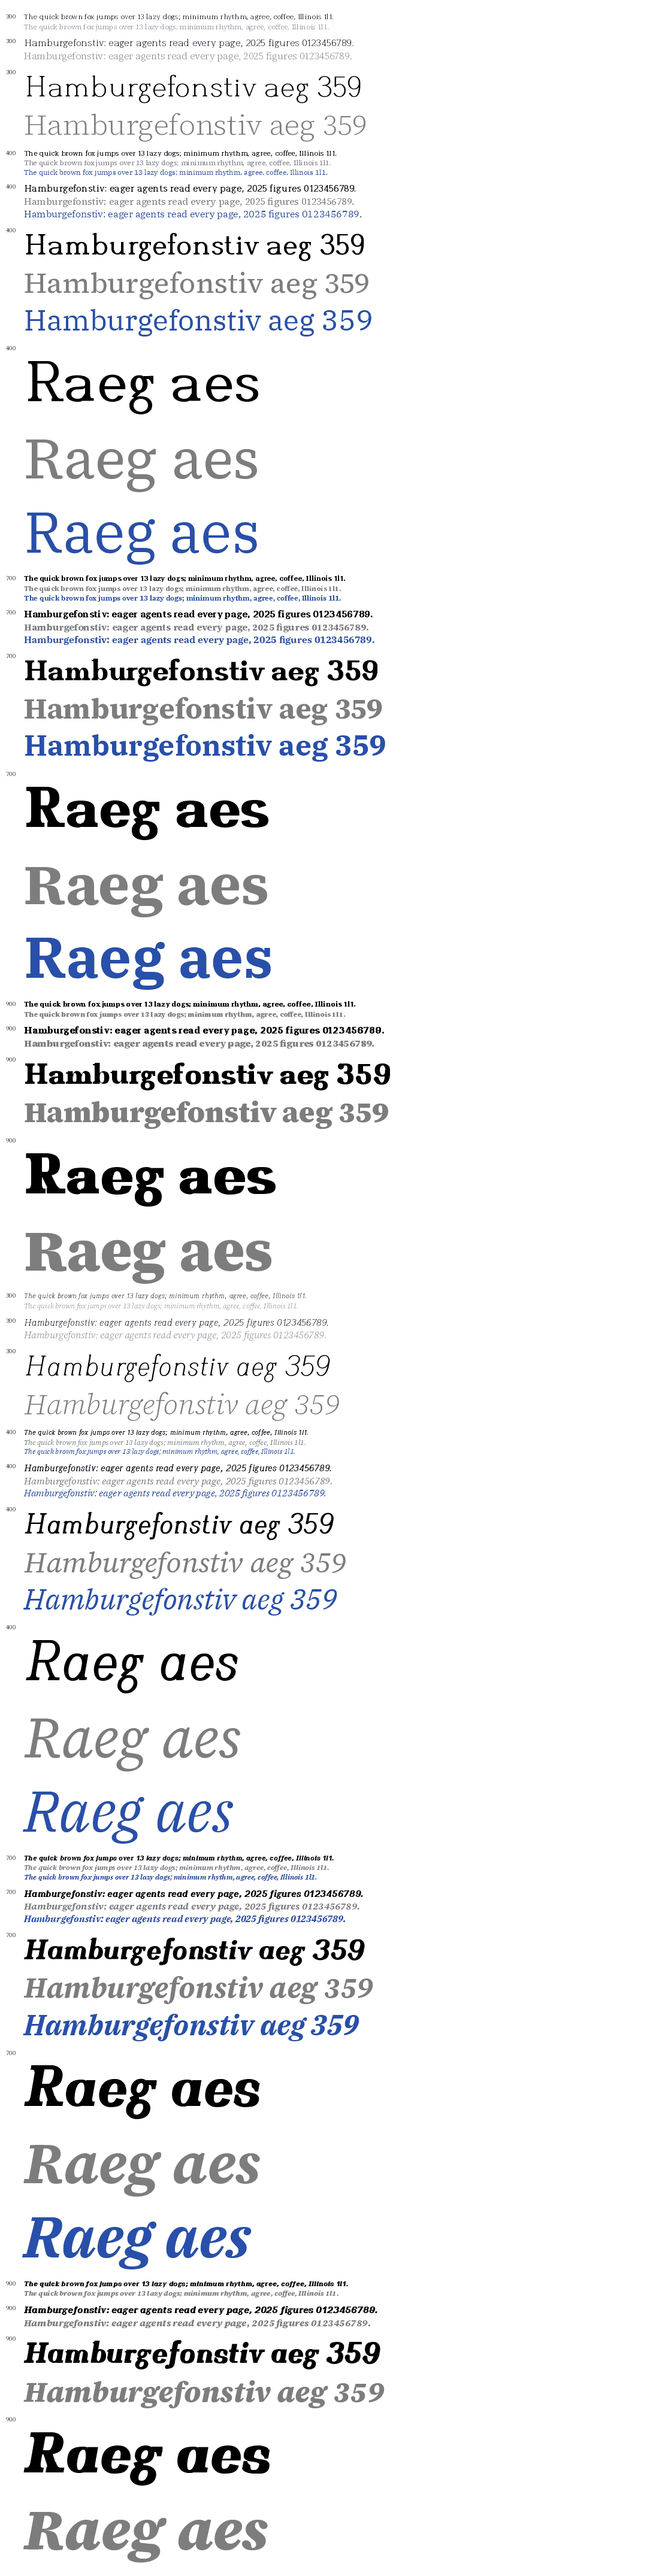 300 The quick brown fox jumps over 13 lazy dogs; minimum rhythm, agree, coffee, Illinois 1l1.
The quick brown fox jumps over 13 lazy dogs; minimum rhythm, agree, coffee, Illinois 1l1.
300 Hamburgefonstiv: eager agents read every page, 2025 figures 0123456789.
Hamburgefonstiv: eager agents read every page, 2025 figures 0123456789.
300 Hamburgefonstiv aeg 359
Hamburgefonstiv aeg 359
400 The quick brown fox jumps over 13 lazy dogs; minimum rhythm, agree, coffee, Illinois 1l1.
The quick brown fox jumps over 13 lazy dogs; minimum rhythm, agree, coffee, Illinois 1l1.
The quick brown fox jumps over 13 lazy dogs; minimum rhythm, agree, coffee, Illinois 1l1.
400 Hamburgefonstiv: eager agents read every page, 2025 figures 0123456789.
Hamburgefonstiv: eager agents read every page, 2025 figures 0123456789.
Hamburgefonstiv: eager agents read every page, 2025 figures 0123456789.
400 Hamburgefonstiv aeg 359
Hamburgefonstiv aeg 359
Hamburgefonstiv aeg 359
400 Raeg aes
Raeg aes
Raeg aes
700 The quick brown fox jumps over 13 lazy dogs; minimum rhythm, agree, coffee, Illinois 1l1.
The quick brown fox jumps over 13 lazy dogs; minimum rhythm, agree, coffee, Illinois 1l1.
The quick brown fox jumps over 13 lazy dogs; minimum rhythm, agree, coffee, Illinois 1l1.
700 Hamburgefonstiv: eager agents read every page, 2025 figures 0123456789.
Hamburgefonstiv: eager agents read every page, 2025 figures 0123456789.
Hamburgefonstiv: eager agents read every page, 2025 figures 0123456789.
700 Hamburgefonstiv aeg 359
Hamburgefonstiv aeg 359
Hamburgefonstiv aeg 359
700 Raeg aes
Raeg aes
Raeg aes
900 The quick brown fox jumps over 13 lazy dogs; minimum rhythm, agree, coffee, Illinois 1l1.
The quick brown fox jumps over 13 lazy dogs; minimum rhythm, agree, coffee, Illinois 1l1.
900 Hamburgefonstiv: eager agents read every page, 2025 figures 0123456789.
Hamburgefonstiv: eager agents read every page, 2025 figures 0123456789.
900 Hamburgefonstiv aeg 359
Hamburgefonstiv aeg 359
900 Raeg aes
Raeg aes
300 The quick brown fox jumps over 13 lazy dogs; minimum rhythm, agree, coffee, Illinois 1l1.
The quick brown fox jumps over 13 lazy dogs; minimum rhythm, agree, coffee, Illinois 1l1.
300 Hamburgefonstiv: eager agents read every page, 2025 figures 0123456789.
Hamburgefonstiv: eager agents read every page, 2025 figures 0123456789.
300 Hamburgefonstiv aeg 359
Hamburgefonstiv aeg 359
400 The quick brown fox jumps over 13 lazy dogs; minimum rhythm, agree, coffee, Illinois 1l1.
The quick brown fox jumps over 13 lazy dogs; minimum rhythm, agree, coffee, Illinois 1l1.
The quick brown fox jumps over 13 lazy dogs; minimum rhythm, agree, coffee, Illinois 1l1.
400 Hamburgefonstiv: eager agents read every page, 2025 figures 0123456789.
Hamburgefonstiv: eager agents read every page, 2025 figures 0123456789.
Hamburgefonstiv: eager agents read every page, 2025 figures 0123456789.
400 Hamburgefonstiv aeg 359
Hamburgefonstiv aeg 359
Hamburgefonstiv aeg 359
400 Raeg aes
Raeg aes
Raeg aes
700 The quick brown fox jumps over 13 lazy dogs; minimum rhythm, agree, coffee, Illinois 1l1.
The quick brown fox jumps over 13 lazy dogs; minimum rhythm, agree, coffee, Illinois 1l1.
The quick brown fox jumps over 13 lazy dogs; minimum rhythm, agree, coffee, Illinois 1l1.
700 Hamburgefonstiv: eager agents read every page, 2025 figures 0123456789.
Hamburgefonstiv: eager agents read every page, 2025 figures 0123456789.
Hamburgefonstiv: eager agents read every page, 2025 figures 0123456789.
700 Hamburgefonstiv aeg 359
Hamburgefonstiv aeg 359
Hamburgefonstiv aeg 359
700 Raeg aes
Raeg aes
Raeg aes
900 The quick brown fox jumps over 13 lazy dogs; minimum rhythm, agree, coffee, Illinois 1l1.
The quick brown fox jumps over 13 lazy dogs; minimum rhythm, agree, coffee, Illinois 1l1.
900 Hamburgefonstiv: eager agents read every page, 2025 figures 0123456789.
Hamburgefonstiv: eager agents read every page, 2025 figures 0123456789.
900 Hamburgefonstiv aeg 359
Hamburgefonstiv aeg 359
900 Raeg aes
Raeg aes